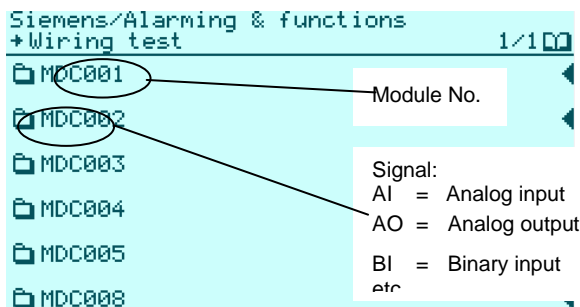 Siemens/Alarming & functions
→Wiring test 1/1
MDC001
Module No.
MDC002
MDC003
Signal:
AI = Analog input
MDC004
AO = Analog output
MDC005
BI = Binary input
etc
MDC008